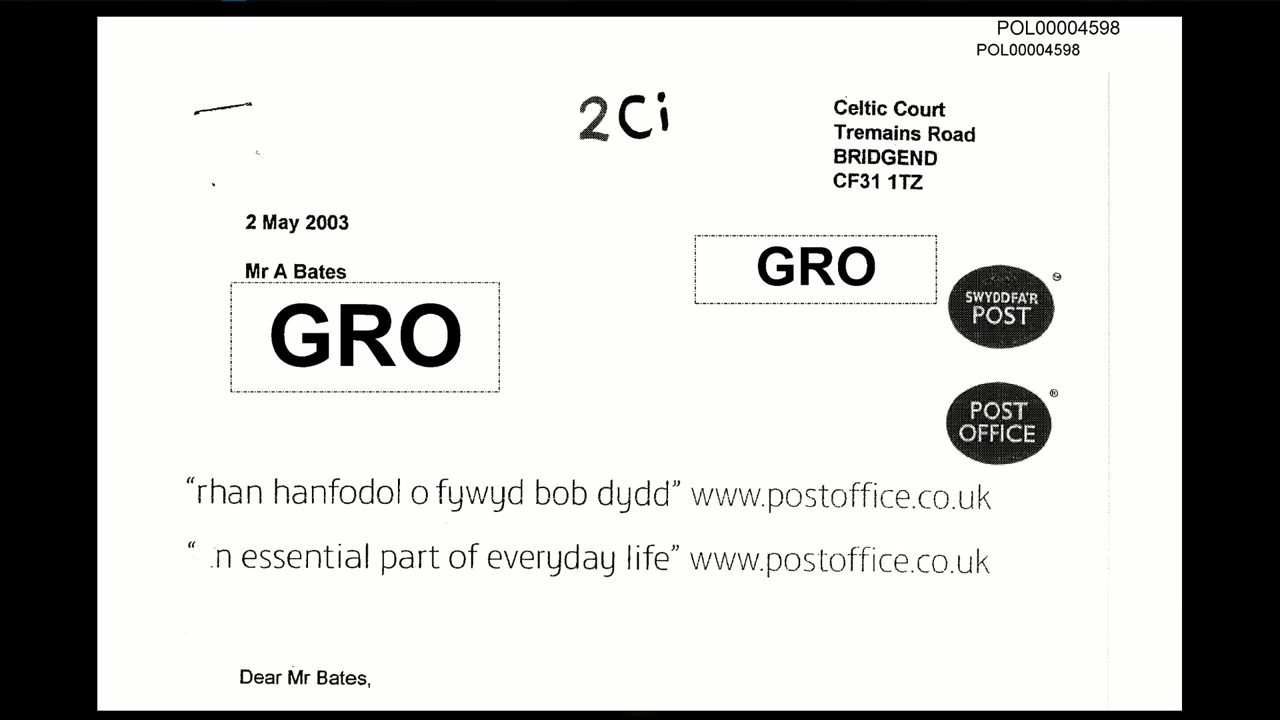 POL00004598
POL00004598
2Ci
Celtic Court
Tremains Road
BRIDGEND
CF31 1TZ
2 May 2003
Mr A Bates
GRO
GRO
SWYDDFA'R
POST
POST
OFFICE
“rhan hanfodol o fywyd bob dydd” www.postoffice.co.uk
“ n essential part of everyday life” www.postoffice.co.uk
Dear Mr Bates,